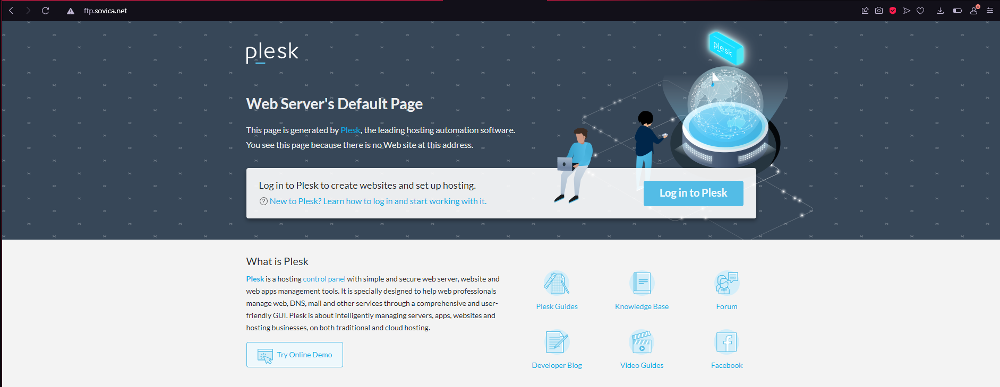 ftp.sovica.net
plesk
plesk
Web Server's Default Page
This page is generated by Plesk, the leading hosting automation software.
You see this page because there is no Web site at this address.
Log in to Plesk to create websites and set up hosting.
? New to Plesk? Learn how to log in and start working with it.
Log in to Plesk
What is Plesk
Plesk is a hosting control panel with simple and secure web server, website and
web apps management tools. It is specially designed to help web professionals
manage web, DNS, mail and other services through a comprehensive and user-
friendly GUI. Plesk is about intelligently managing servers, apps, websites and
hosting businesses, on both traditional and cloud hosting.
Try Online Demo
Plesk Guides
Knowledge Base
Forum
Developer Blog
Video Guides
Facebook